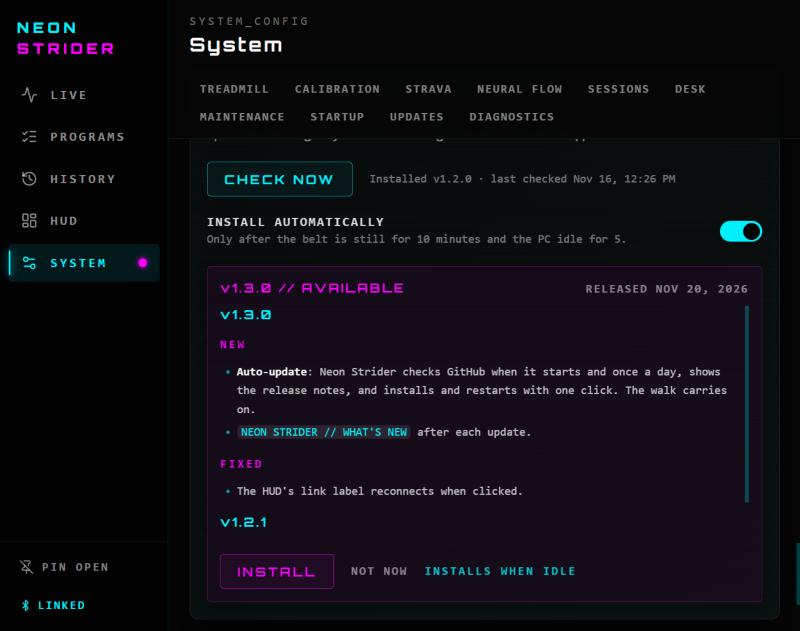 NEON
STRIDER
LIVE
PROGRAMS
HISTORY
HUD
SYSTEM
PIN OPEN
LINKED
SYSTEM_CONFIG
System
TREADMILL CALIBRATION STRAVA NEURAL FLOW SESSIONS DESK
MAINTENANCE STARTUP UPDATES DIAGNOSTICS
CHECK NOW Installed v1.2.0 · last checked Nov 16, 12:26 PM
INSTALL AUTOMATICALLY
Only after the belt is still for 10 minutes and the PC idle for 5.
v1.3.0 // AVAILABLE RELEASED NOV 20, 2026
v1.3.0
NEW
• Auto-update: Neon Strider checks GitHub when it starts and once a day, shows
the release notes, and installs and restarts with one click. The walk carries
on.
• NEON STRIDER // WHAT'S NEW after each update.
FIXED
• The HUD's link label reconnects when clicked.
v1.2.1
INSTALL NOT NOW INSTALLS WHEN IDLE